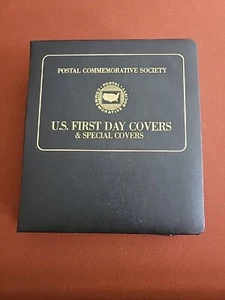 POSTAL COMMEMORATIVE SOCIETY
U.S. FIRST DAY COVERS
& SPECIAL COVERS